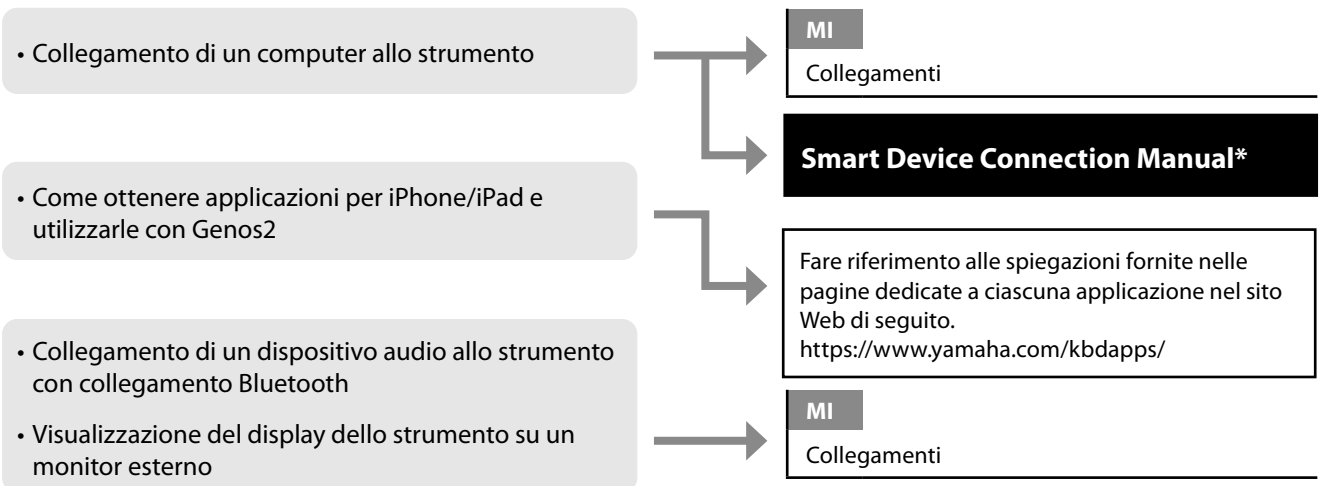 • Collegamento di un computer allo strumento
MI
Collegamenti
Smart Device Connection Manual*
• Come ottenere applicazioni per iPhone/iPad e
utilizzarle con Genos2
Fare riferimento alle spiegazioni fornite nelle
pagine dedicate a ciascuna applicazione nel sito
Web di seguito.
https://www.yamaha.com/kbdapps/
• Collegamento di un dispositivo audio allo strumento
con collegamento Bluetooth
• Visualizzazione del display dello strumento su un
monitor esterno
MI
Collegamenti